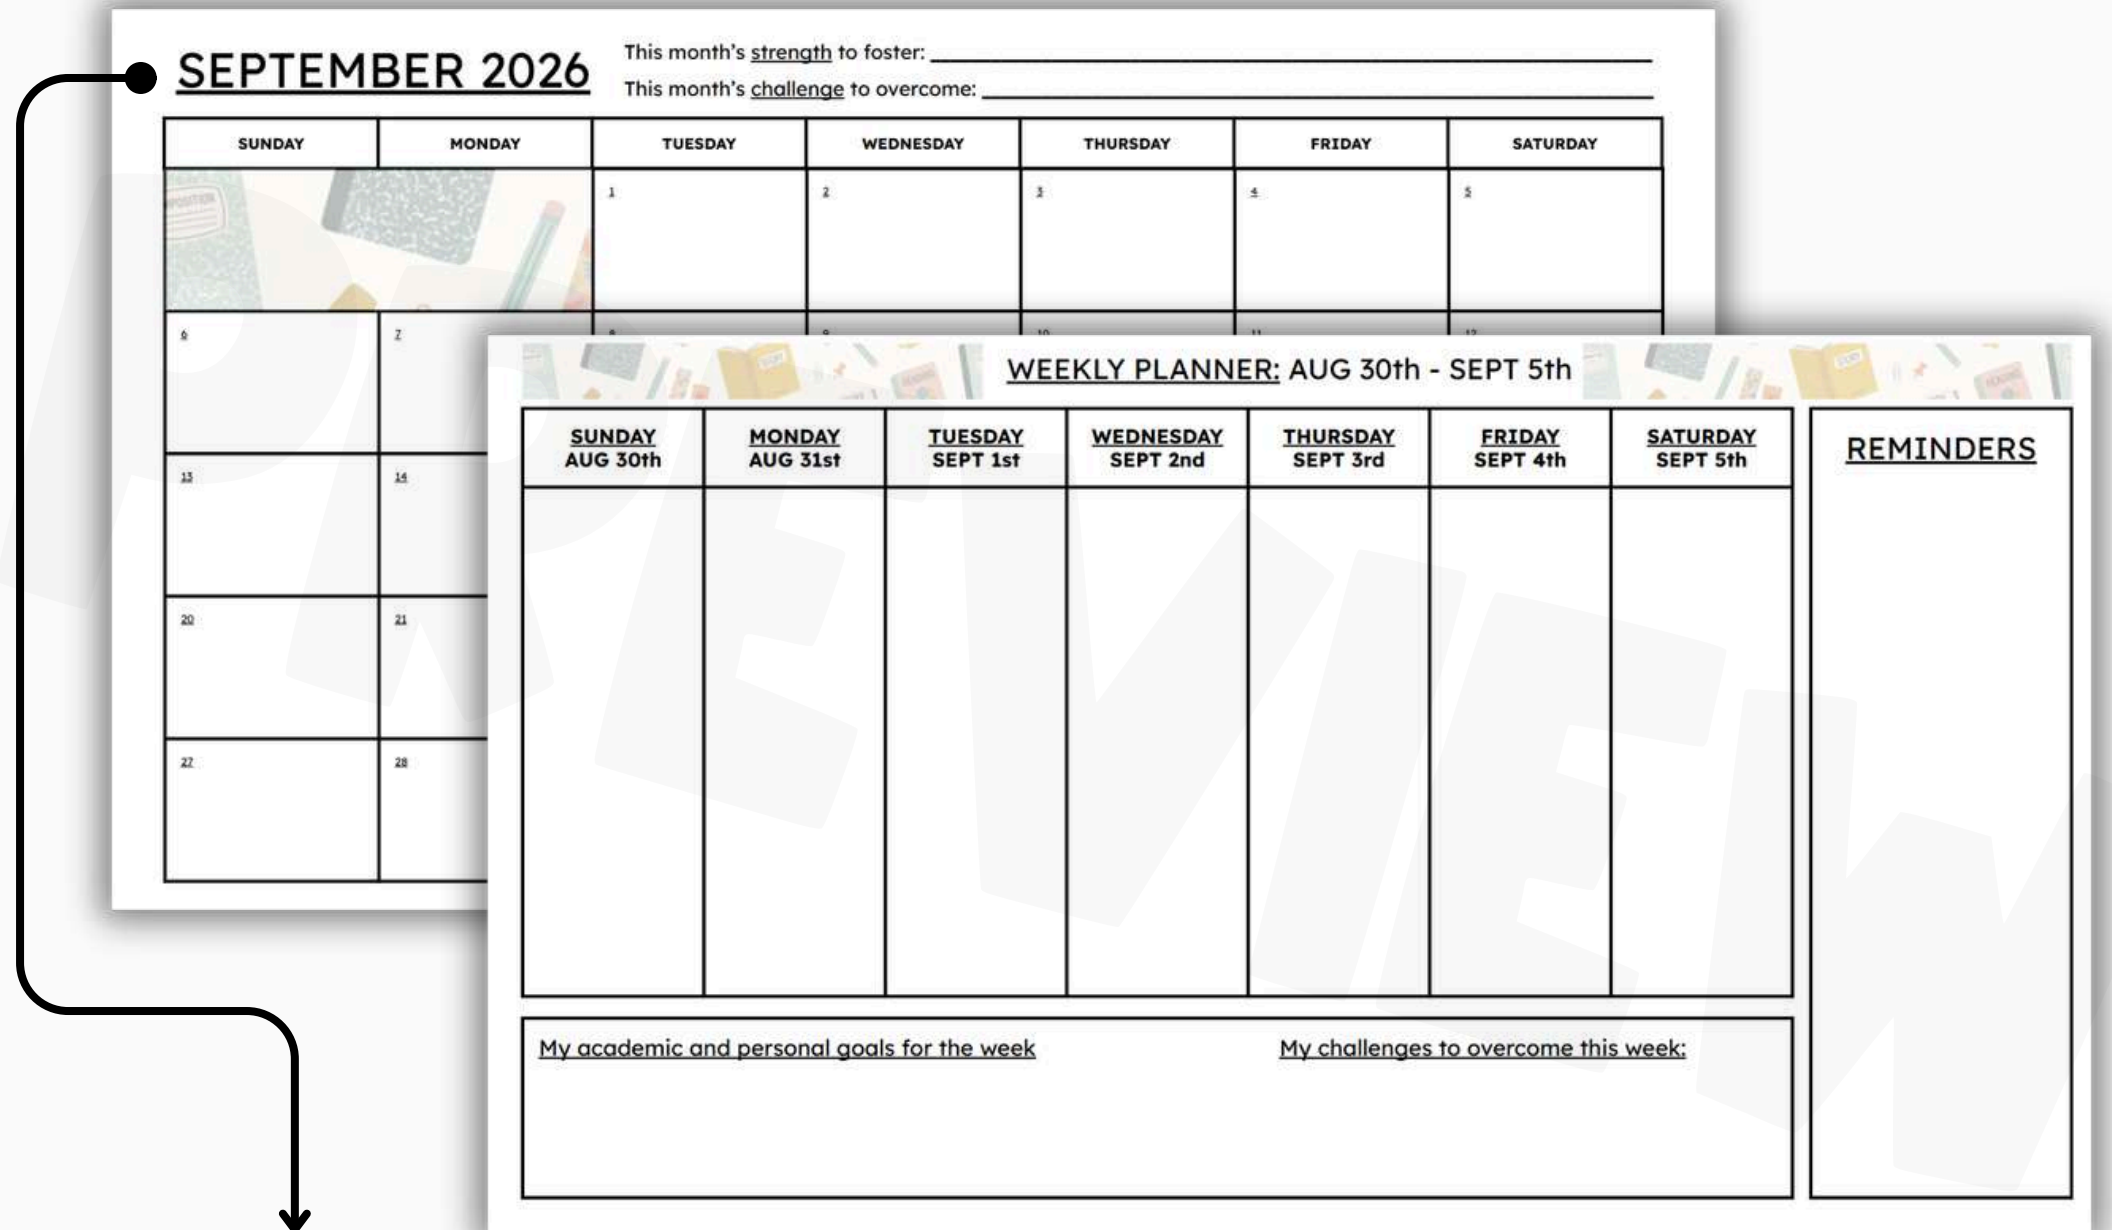 SEPTEMBER 2026
This month's strength to foster:
This month's challenge to overcome:
SUNDAY MONDAY TUESDAY WEDNESDAY THURSDAY FRIDAY SATURDAY
1 2 3 4 5
6 7
13 14
20 21
27 28
WEEKLY PLANNER: AUG 30th - SEPT 5th
SUNDAY MONDAY TUESDAY WEDNESDAY THURSDAY FRIDAY SATURDAY
AUG 30th AUG 31st SEPT 1st SEPT 2nd SEPT 3rd SEPT 4th SEPT 5th
REMINDERS
My academic and personal goals for the week
My challenges to overcome this week:
PREVIEW